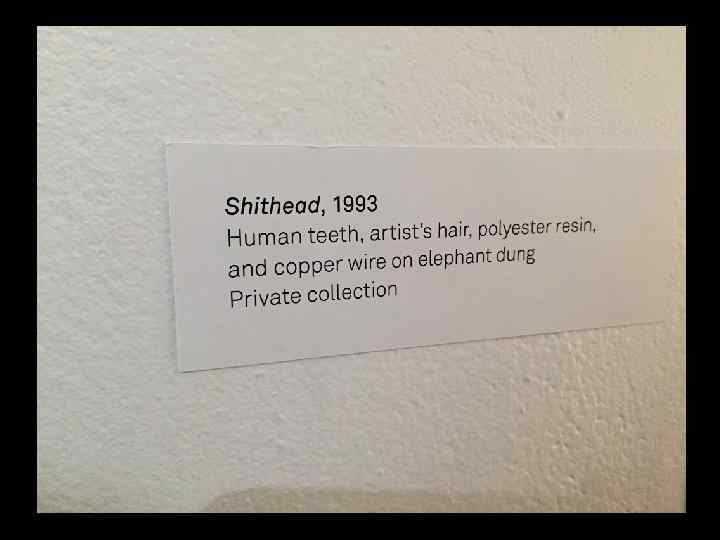 Shithead, 1993
Human teeth, artist's hair, polyester resin,
and copper wire on elephant dung
Private collection